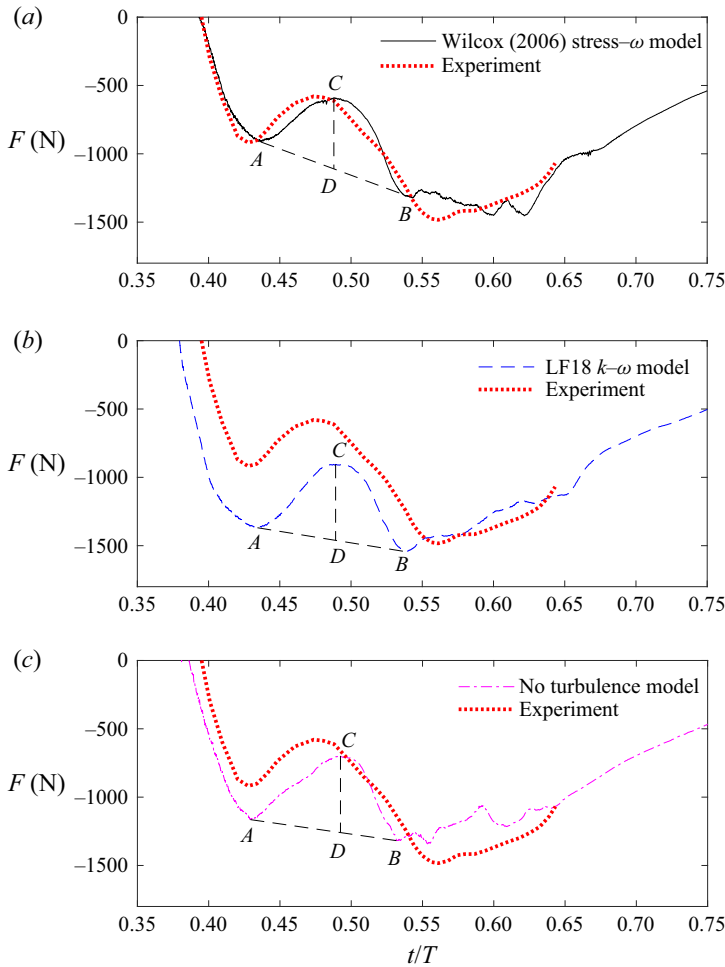 (a)
0
–500
–1000
–1500
F (N)
Wilcox (2006) stress–ω model
Experiment
C
A
D
B
0.35 0.40 0.45 0.50 0.55 0.60 0.65 0.70 0.75
(b)
0
–500
–1000
–1500
F (N)
LF18 k–ω model
Experiment
C
A
D
B
0.35 0.40 0.45 0.50 0.55 0.60 0.65 0.70 0.75
(c)
0
–500
–1000
–1500
F (N)
No turbulence model
Experiment
C
A
D
B
0.35 0.40 0.45 0.50 0.55 0.60 0.65 0.70 0.75
t/T